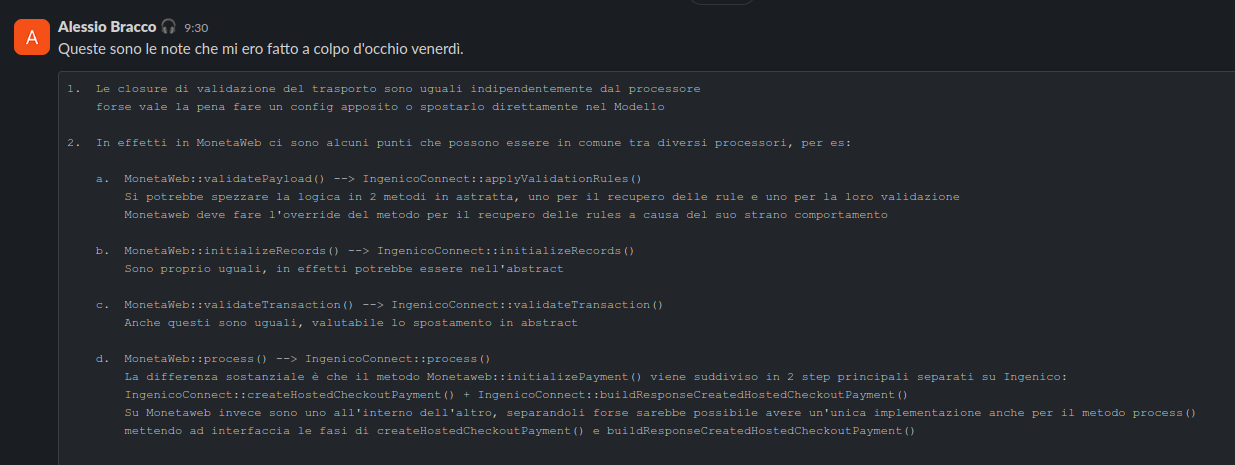 A
Alessio Bracco 9:30
Queste sono le note che mi ero fatto a colpo d'occhio venerdì.
1. Le closure di validazione del trasporto sono uguali indipendentemente dal processore
forse vale la pena fare un config apposito o spostarlo direttamente nel Modello
2. In effetti in MonetaWeb ci sono alcuni punti che possono essere in comune tra diversi processori, per es:
a. MonetaWeb::validatePayload() --> IngenicoConnect::applyValidationRules()
Si potrebbe spezzare la logica in 2 metodi in astratta, uno per il recupero delle rule e uno per la loro validazione
Monetaweb deve fare l'override del metodo per il recupero delle rules a causa del suo strano comportamento
b. MonetaWeb::initializeRecords() --> IngenicoConnect::initializeRecords()
Sono proprio uguali, in effetti potrebbe essere nell'abstract
c. MonetaWeb::validateTransaction() --> IngenicoConnect::validateTransaction()
Anche questi sono uguali, valutabile lo spostamento in abstract
d. MonetaWeb::process() --> IngenicoConnect::process()
La differenza sostanziale è che il metodo Monetaweb::initializePayment() viene suddiviso in 2 step principali separati su Ingenico:
IngenicoConnect::createHostedCheckoutPayment() + IngenicoConnect::buildResponseCreatedHostedCheckoutPayment()
Su Monetaweb invece sono uno all'interno dell'altro, separandoli forse sarebbe possibile avere un'unica implementazione anche per il metodo process()
mettendo ad interfaccia le fasi di createHostedCheckoutPayment() e buildResponseCreatedHostedCheckoutPayment()